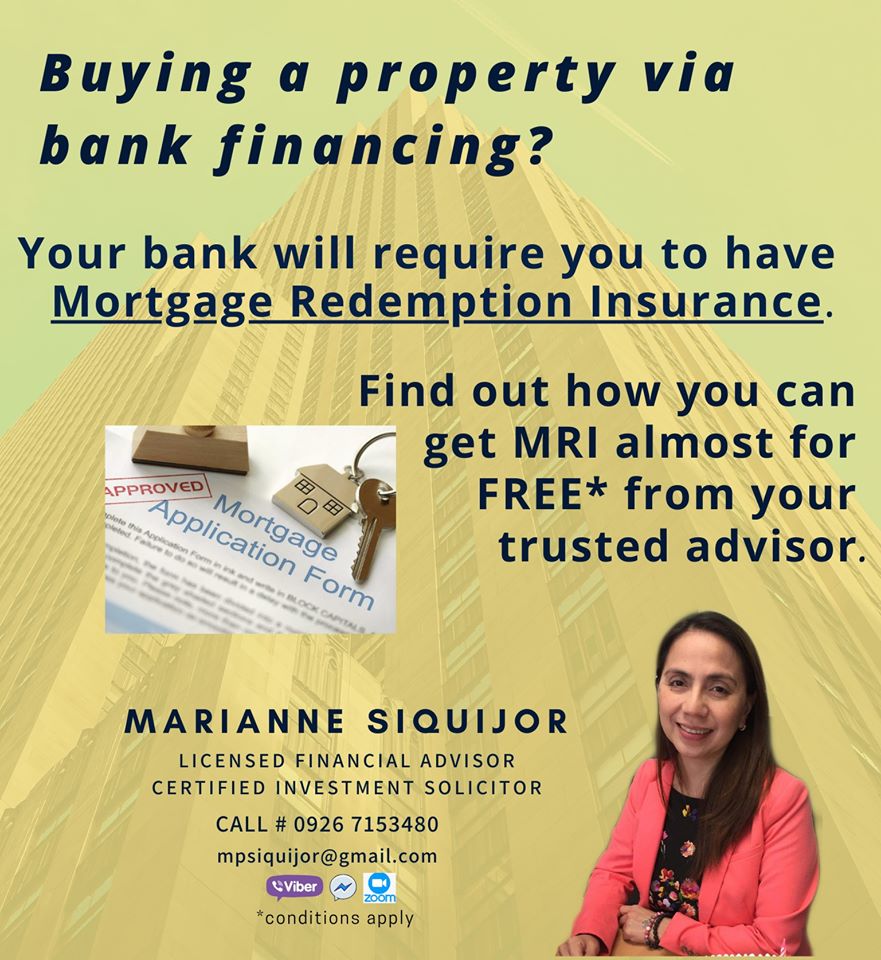 Buying a property via
bank financing?
Your bank will require you to have
Mortgage Redemption Insurance.
Find out how you can
get MRI almost for
FREE* from your
trusted advisor.
APPROVED
Mortgage
Application Form
MARIANNE SIQUIJOR
LICENSED FINANCIAL ADVISOR
CERTIFIED INVESTMENT SOLICITOR
CALL # 0926 7153480
mpsiquijor@gmail.com
Viber
zoom
*conditions apply